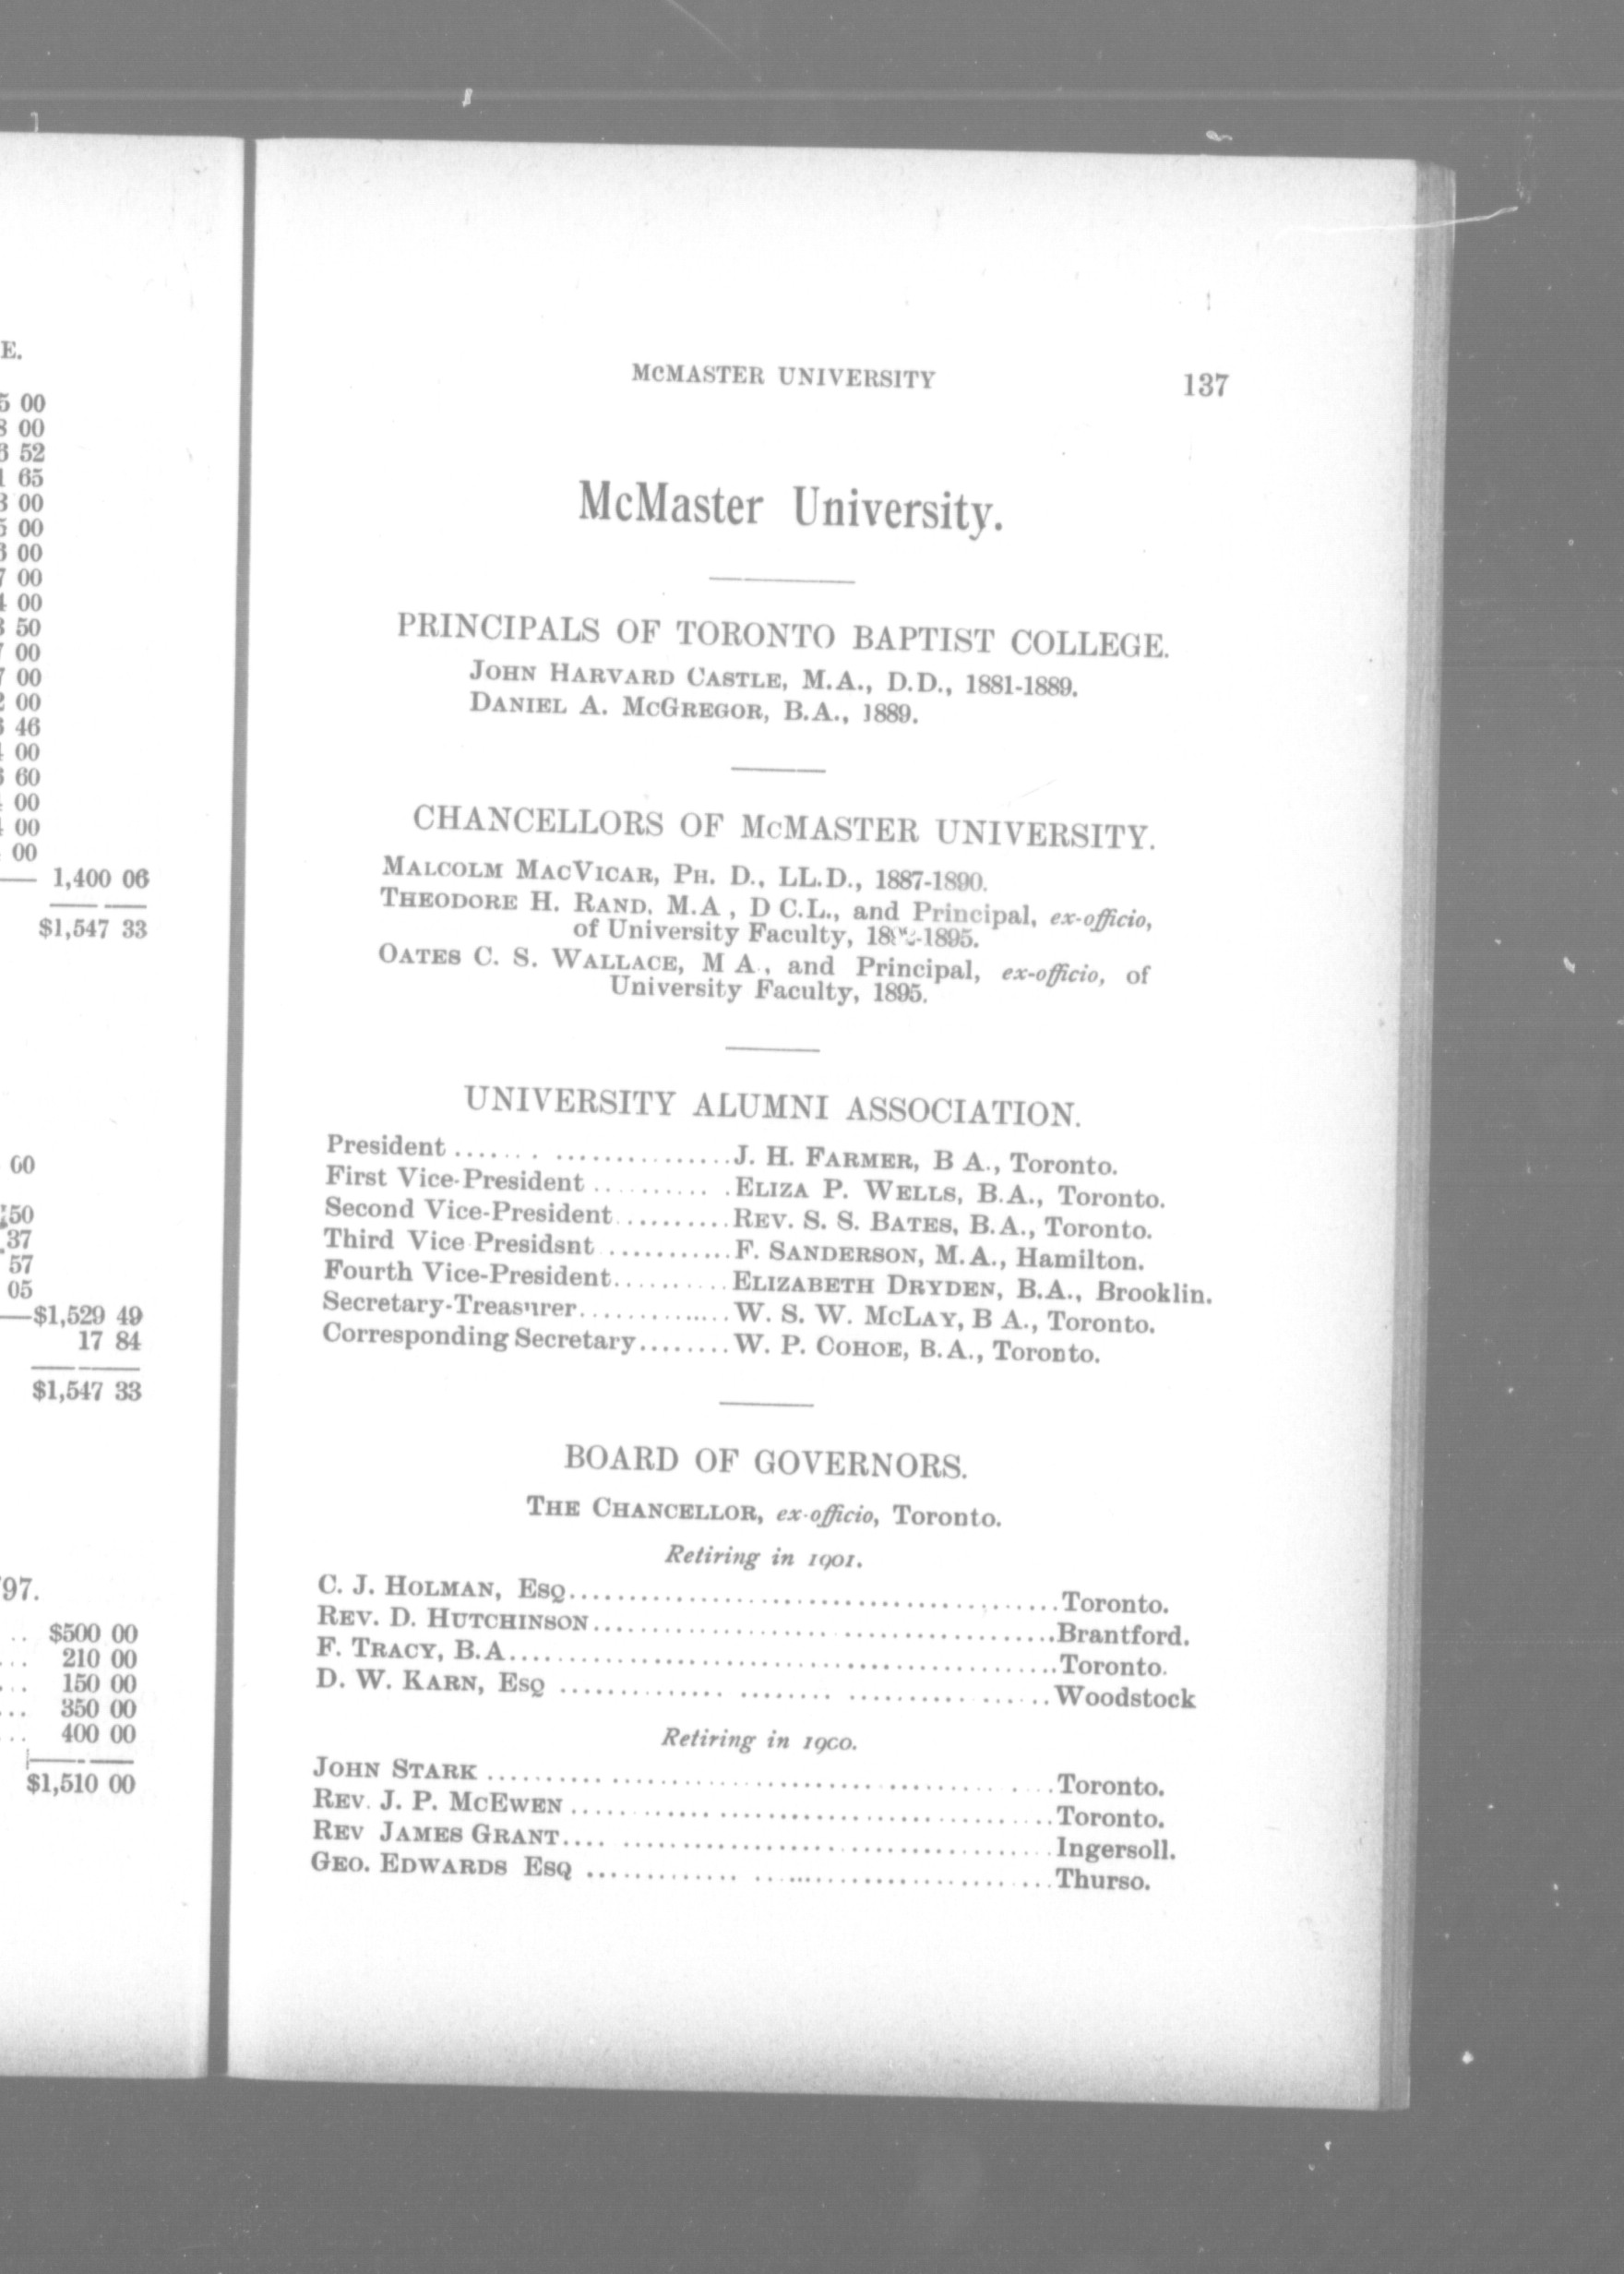 E.
5 00
8 00
6 52
1 65
3 00
5 00
3 00
7 00
4 00
3 50
7 00
7 00
2 00
6 46
00
6 60
00
00
00
1,400 06
$1,547 33
60
50
.37
57
05
$1,529 49
17 84
$1,547 33
'97.
.. $500 00
... 210 00
... 150 00
... 350 00
... 400 00
$1,510 00
McMASTER UNIVERSITY 137
McMaster University.
PRINCIPALS OF TORONTO BAPTIST COLLEGE.
JOHN HARVARD CASTLE, M.A., D.D., 1881-1889.
DANIEL A. MCGREGOR, B.A., 1889.
CHANCELLORS OF McMASTER UNIVERSITY.
MALCOLM MACVICAR, PH. D., LL.D., 1887-1890.
THEODORE H. RAND, M.A , D C.L., and Principal, ex-officio,
of University Faculty, -1895.
OATES C. S. WALLACE, M A., and Principal, ex-officio, of
University Faculty, 1895.
UNIVERSITY ALUMNI ASSOCIATION.
President ...... ................J. H. FARMER, B A., Toronto.
First Vice-President .......... .ELIZA P. WELLS, B.A., Toronto.
Second Vice-President..........REV. S. S. BATES, B.A., Toronto.
Third Vice Presidsnt ...........F. SANDERSON, M.A., Hamilton.
Fourth Vice-President..........ELIZABETH DRYDEN, B.A., Brooklin.
Secretary-Treasurer.............W. S. W. MCLAY, B A., Toronto.
Corresponding Secretary........W. P. COHOE, B.A., Toronto.
BOARD OF GOVERNORS.
THE CHANCELLOR, ex-officio, Toronto.
Retiring in 1901.
C. J. HOLMAN, ESQ..........................................Toronto.
REV. D. HUTCHINSON........................................Brantford.
F. TRACY, B.A..............................................Toronto.
D. W. KARN, ESQ .............. ........ ................Woodstock
Retiring in 1900.
JOHN STARK .......... .....................................Toronto.
REV. J. P. MCEWEN .........................................Toronto.
REV JAMES GRANT.... ....................................Ingersoll.
GEO. EDWARDS ESQ ............. ..........................Thurso.